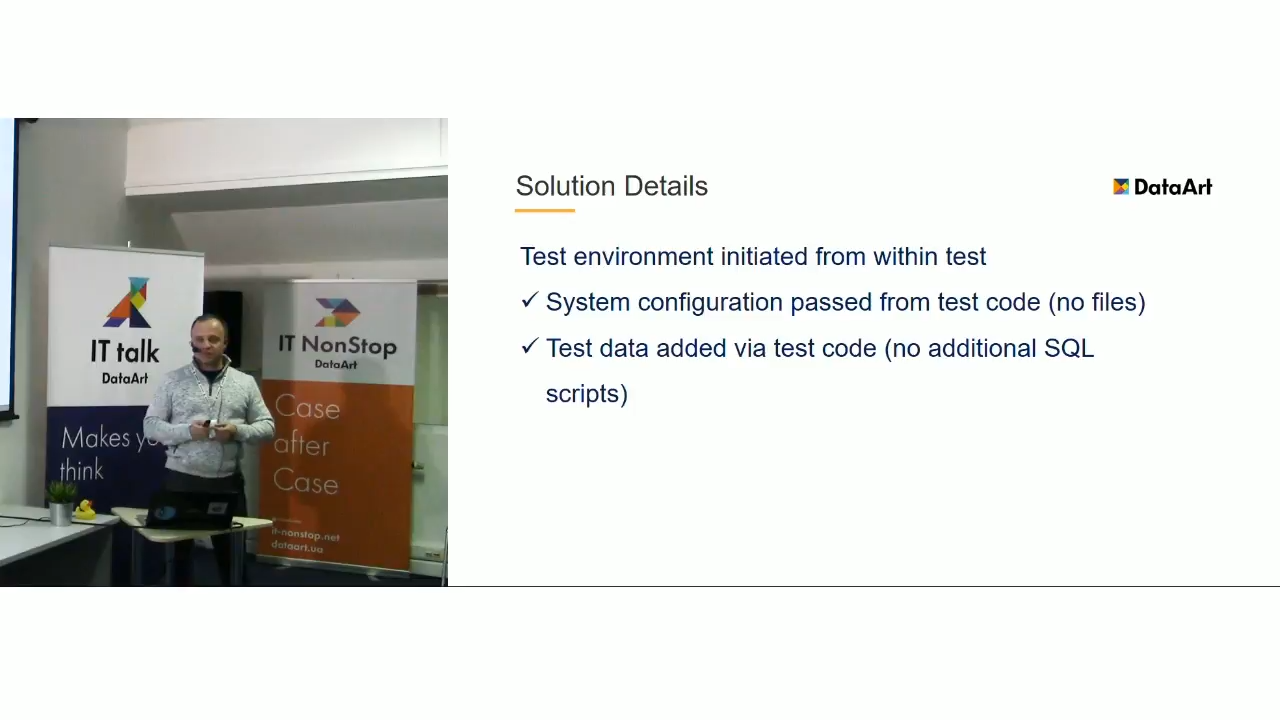 IT talk
DataArt
Makes
think
IT NonStop
DataArt
Case
after
Case
it-nonstop.net
dataart.ua
Solution Details
DataArt
Test environment initiated from within test
✓ System configuration passed from test code (no files)
✓ Test data added via test code (no additional SQL
scripts)